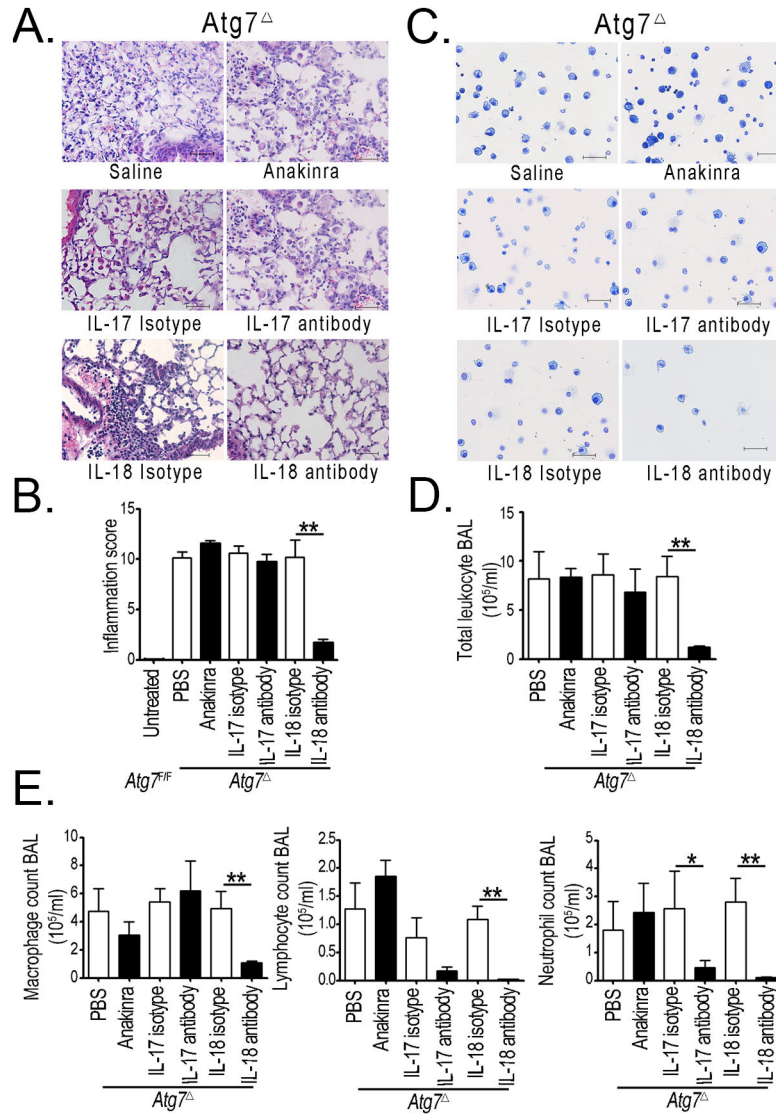 A.
Atg7Δ
Saline
Anakinra
IL-17 Isotype
IL-17 antibody
IL-18 Isotype
IL-18 antibody
C.
Atg7Δ
Saline
Anakinra
IL-17 Isotype
IL-17 antibody
IL-18 Isotype
IL-18 antibody
B.
Inflammation score
15
10
5
0
**
Untreated
PBS
Anakinra
IL-17 isotype
IL-17 antibody
IL-18 isotype
IL-18 antibody
Atg7F/F
Atg7Δ
D.
Total leukocyte BAL
(10⁵/ml)
15
10
5
0
**
PBS
Anakinra
IL-17 isotype
IL-17 antibody
IL-18 isotype
IL-18 antibody
Atg7Δ
E.
Macrophage count BAL
(10⁵/ml)
10
8
6
4
2
0
**
PBS
Anakinra
IL-17 isotype
IL-17 antibody
IL-18 isotype
IL-18 antibody
Atg7Δ
Lymphocyte count BAL
(10⁵/ml)
2.5
2.0
1.5
1.0
0.5
0.0
**
PBS
Anakinra
IL-17 isotype
IL-17 antibody
IL-18 isotype
IL-18 antibody
Atg7Δ
Neutrophil count BAL
(10⁵/ml)
5
4
3
2
1
0
*
**
PBS
Anakinra
IL-17 isotype
IL-17 antibody
IL-18 isotype
IL-18 antibody
Atg7Δ